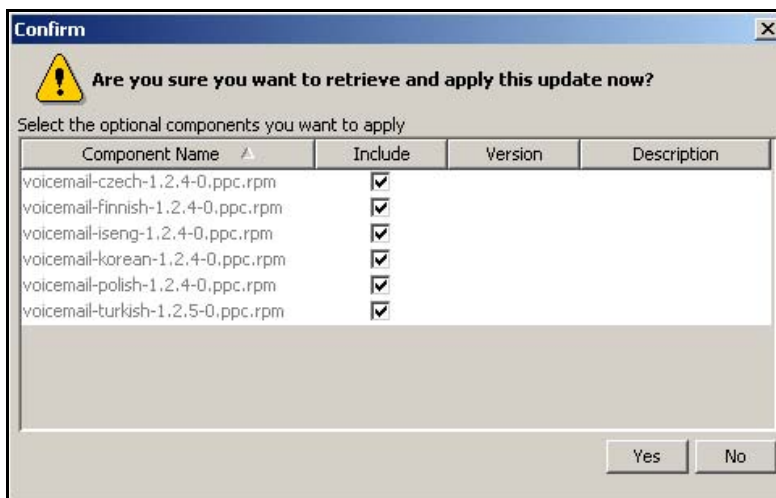 Confirm
Are you sure you want to retrieve and apply this update now?
Select the optional components you want to apply
Component Name Include Version Description
voicemail-czech-1.2.4-0.ppc.rpm
voicemail-finnish-1.2.4-0.ppc.rpm
voicemail-iseng-1.2.4-0.ppc.rpm
voicemail-korean-1.2.4-0.ppc.rpm
voicemail-polish-1.2.4-0.ppc.rpm
voicemail-turkish-1.2.5-0.ppc.rpm
Yes No